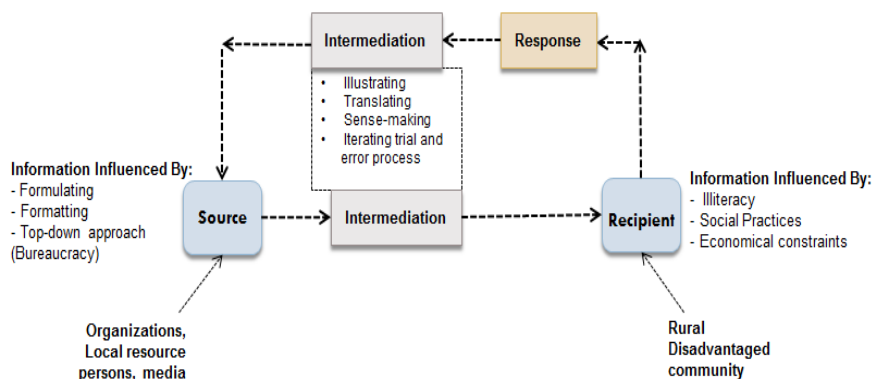 Intermediation
Response
• Illustrating
• Translating
• Sense-making
• Iterating trial and
error process
Information Influenced By:
- Formulating
- Formatting
- Top-down approach
(Bureaucracy)
Source
Intermediation
Recipient
Information Influenced By:
- Illiteracy
- Social Practices
- Economical constraints
Organizations,
Local resource
persons, media
Rural
Disadvantaged
community